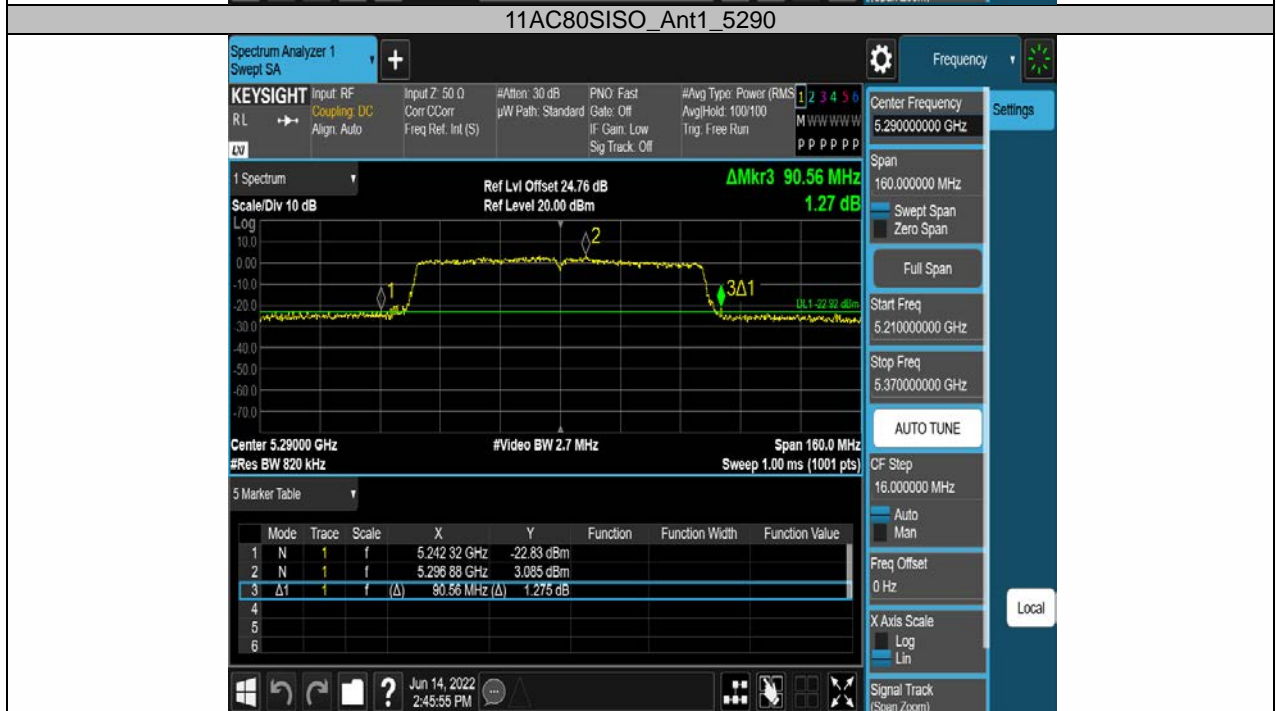 11AC80SISO_Ant1_5290
Spectrum Analyzer 1
Swept SA
+
Frequency
KEYSIGHT
RL
LXI
Input: RF
Coupling: DC
Align: Auto
Input Z: 50 Ω
Corr CCorr
Freq Ref: Int (S)
#Atten: 30 dB
µW Path: Standard
PNO: Fast
Gate: Off
IF Gain: Low
Sig Track: Off
#Avg Type: Power (RMS
Avg|Hold: 100/100
Trig: Free Run
1 2 3 4 5 6
M W W W W W
P P P P P P
Center Frequency
5.290000000 GHz
Settings
Span
160.000000 MHz
Swept Span
Zero Span
Full Span
Start Freq
5.210000000 GHz
Stop Freq
5.370000000 GHz
AUTO TUNE
CF Step
16.000000 MHz
Auto
Man
Freq Offset
0 Hz
X Axis Scale
Log
Lin
Signal Track
(Span Zoom)
Local
1 Spectrum
Scale/Div 10 dB
Ref Lvl Offset 24.76 dB
Ref Level 20.00 dBm
ΔMkr3 90.56 MHz
1.27 dB
Log
10.0
0.00
-10.0
-20.0
-30.0
-40.0
-50.0
-60.0
-70.0
1
2
3Δ1
DL1 -22.92 dBm
Center 5.29000 GHz
#Res BW 820 kHz
#Video BW 2.7 MHz
Span 160.0 MHz
Sweep 1.00 ms (1001 pts)
5 Marker Table
Mode Trace Scale X Y Function Function Width Function Value
1 N 1 f 5.242 32 GHz -22.83 dBm
2 N 1 f 5.296 88 GHz 3.085 dBm
3 Δ1 1 f (Δ) 90.56 MHz (Δ) 1.275 dB
4
5
6
?
Jun 14, 2022
2:45:55 PM